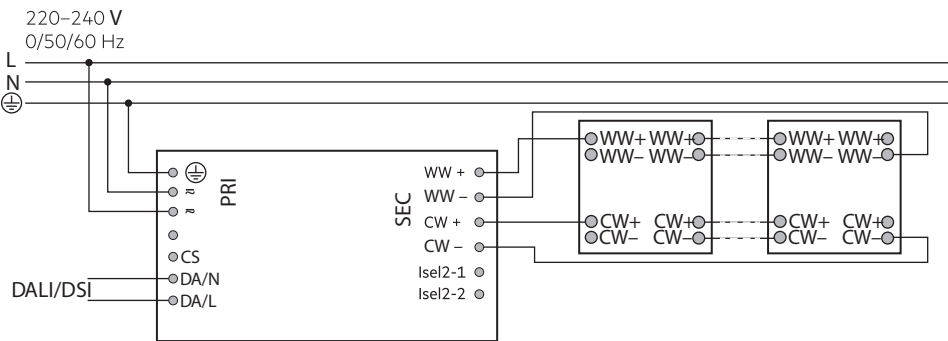 220–240 V
0/50/60 Hz
L
N
PRI
≂
≂
CS
DA/N
DA/L
DALI/DSI
SEC
WW +
WW –
CW +
CW –
Isel2-1
Isel2-2
WW+ WW+
WW– WW–
CW+ CW+
CW– CW–
WW+ WW+
WW– WW–
CW+ CW+
CW– CW–